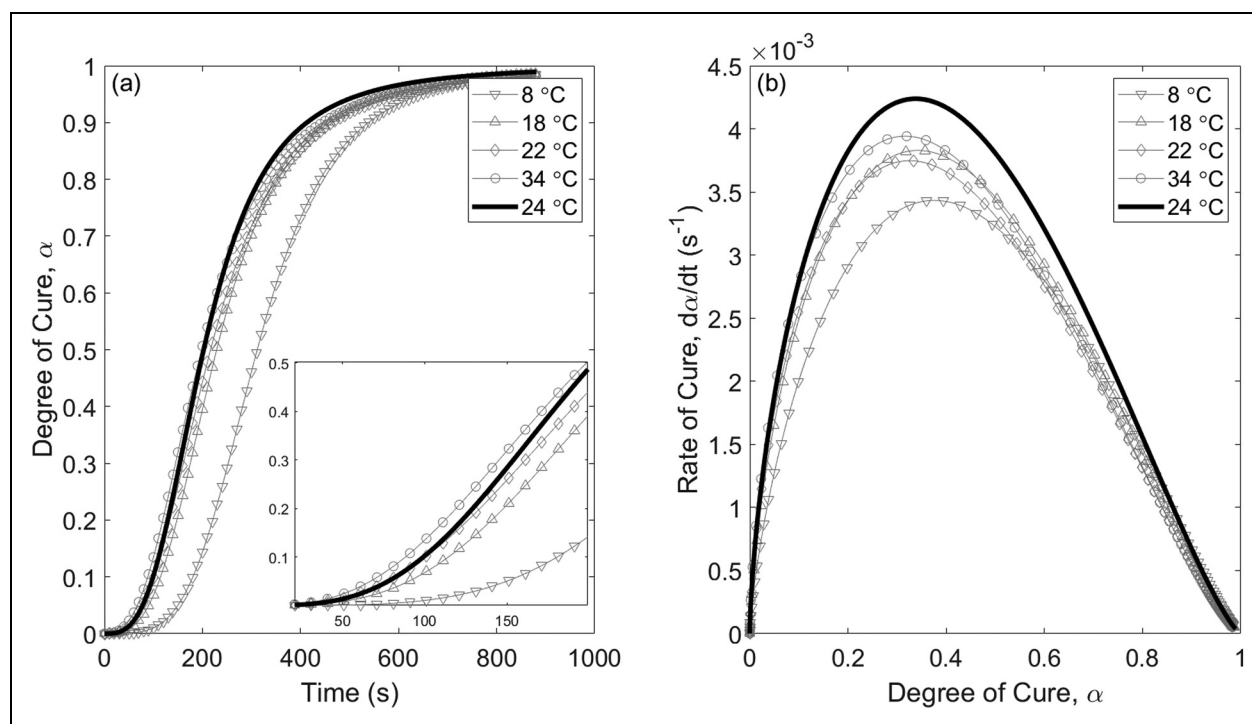 (a)
Degree of Cure, α
1
0.9
0.8
0.7
0.6
0.5
0.4
0.3
0.2
0.1
0
0 200 400 600 800 1000
Time (s)
8 °C
18 °C
22 °C
34 °C
24 °C
0.5
0.4
0.3
0.2
0.1
50 100 150
×10⁻³
(b)
Rate of Cure, dα/dt (s⁻¹)
4.5
4
3.5
3
2.5
2
1.5
1
0.5
0
0 0.2 0.4 0.6 0.8 1
Degree of Cure, α
8 °C
18 °C
22 °C
34 °C
24 °C